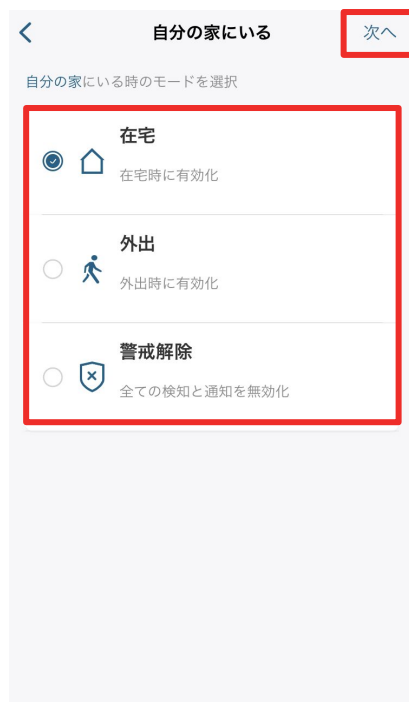 自分の家にいる
次へ
自分の家にいる時のモードを選択
在宅
在宅時に有効化
外出
外出時に有効化
警戒解除
全ての検知と通知を無効化